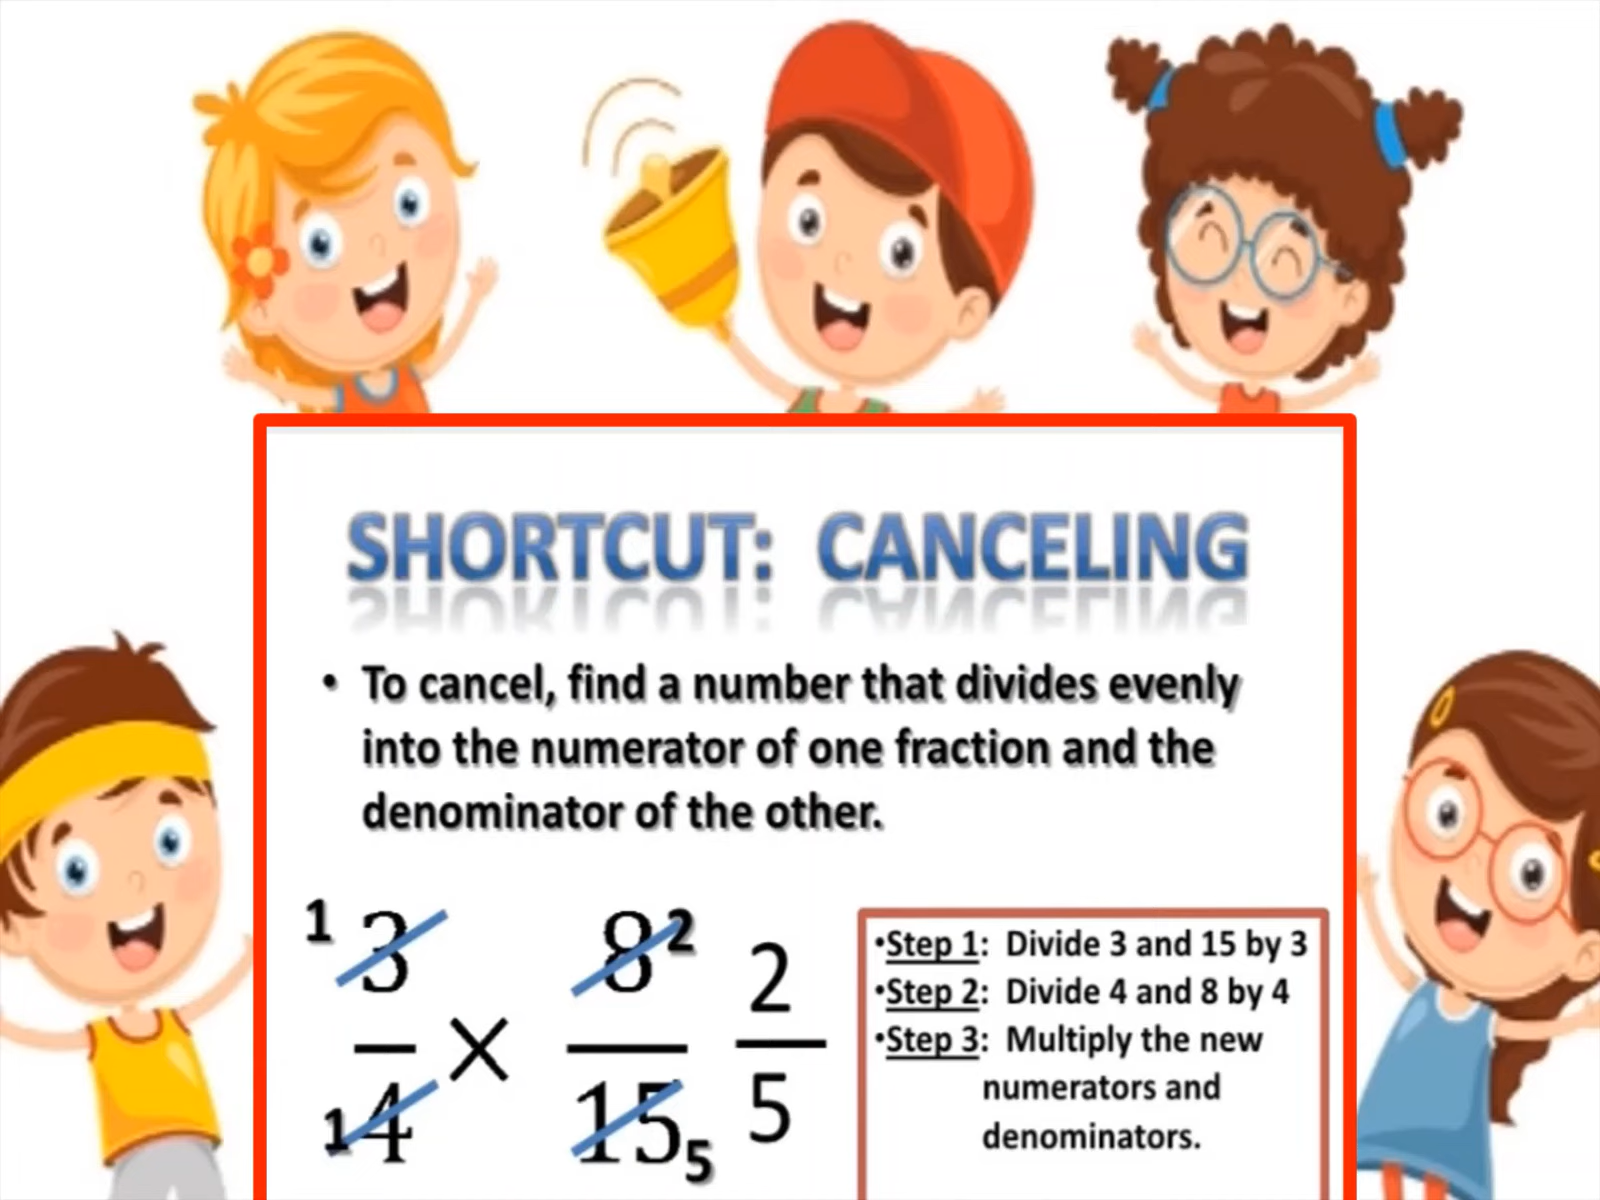 SHORTCUT: CANCELING
• To cancel, find a number that divides evenly
into the numerator of one fraction and the
denominator of the other.
1 3 8 2 2
× 
1 4 15 5 5
•Step 1: Divide 3 and 15 by 3
•Step 2: Divide 4 and 8 by 4
•Step 3: Multiply the new
numerators and
denominators.